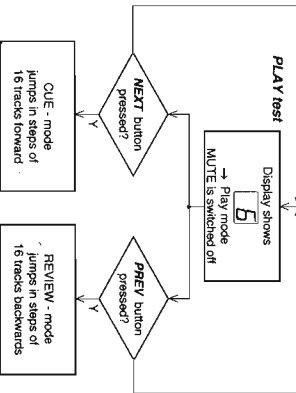 PLAY test
Display shows
6
→ Play mode
MUTE is switched off
NEXT button
pressed?
Y
CUE - mode
jumps in steps of
16 tracks forward
PREV button
pressed?
Y
REVIEW - mode
jumps in steps of
16 tracks backwards